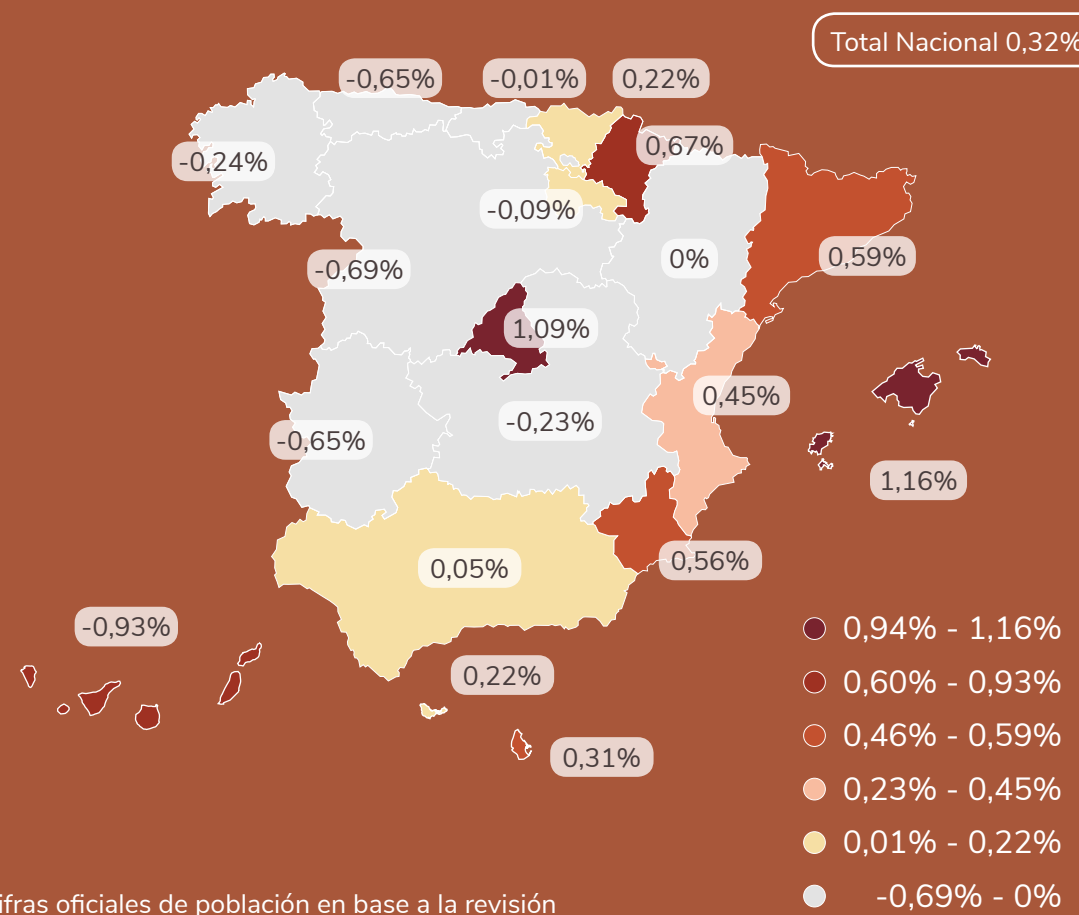 Total Nacional 0,32%
-0,65%
-0,01%
0,22%
0,67%
-0,24%
-0,09%
0%
0,59%
-0,69%
1,09%
0,45%
-0,23%
-0,65%
1,16%
0,05%
0,56%
-0,93%
0,22%
0,31%
0,94% - 1,16%
0,60% - 0,93%
0,46% - 0,59%
0,23% - 0,45%
0,01% - 0,22%
-0,69% - 0%
ifras oficiales de población en base a la revisión